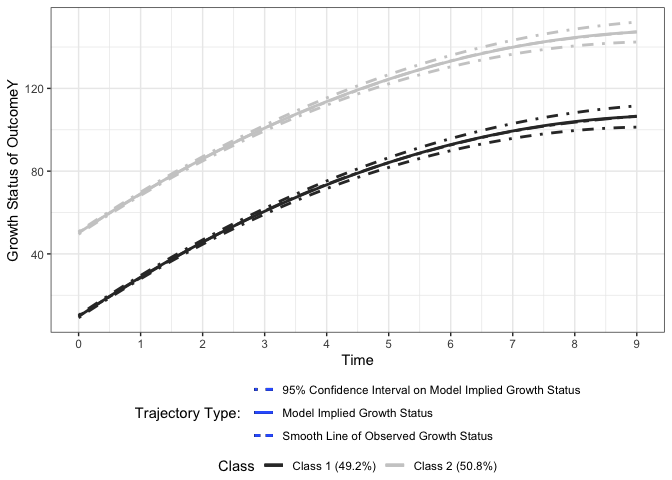 Growth Status of OutcomeY
120
80
40
0 1 2 3 4 5 6 7 8 9
Time
Trajectory Type:
95% Confidence Interval on Model Implied Growth Status
Model Implied Growth Status
Smooth Line of Observed Growth Status
Class Class 1 (49.2%) Class 2 (50.8%)